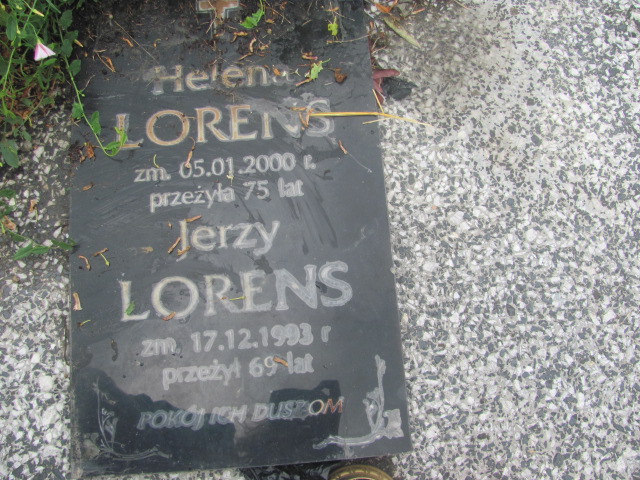 Helena
LORENS
zm. 05.01.2000 r.
przeżyła 75 lat
Jerzy
LORENS
zm. 17.12.1993 r
przeżył 69 lat
POKÓJ ICH DUSZOM